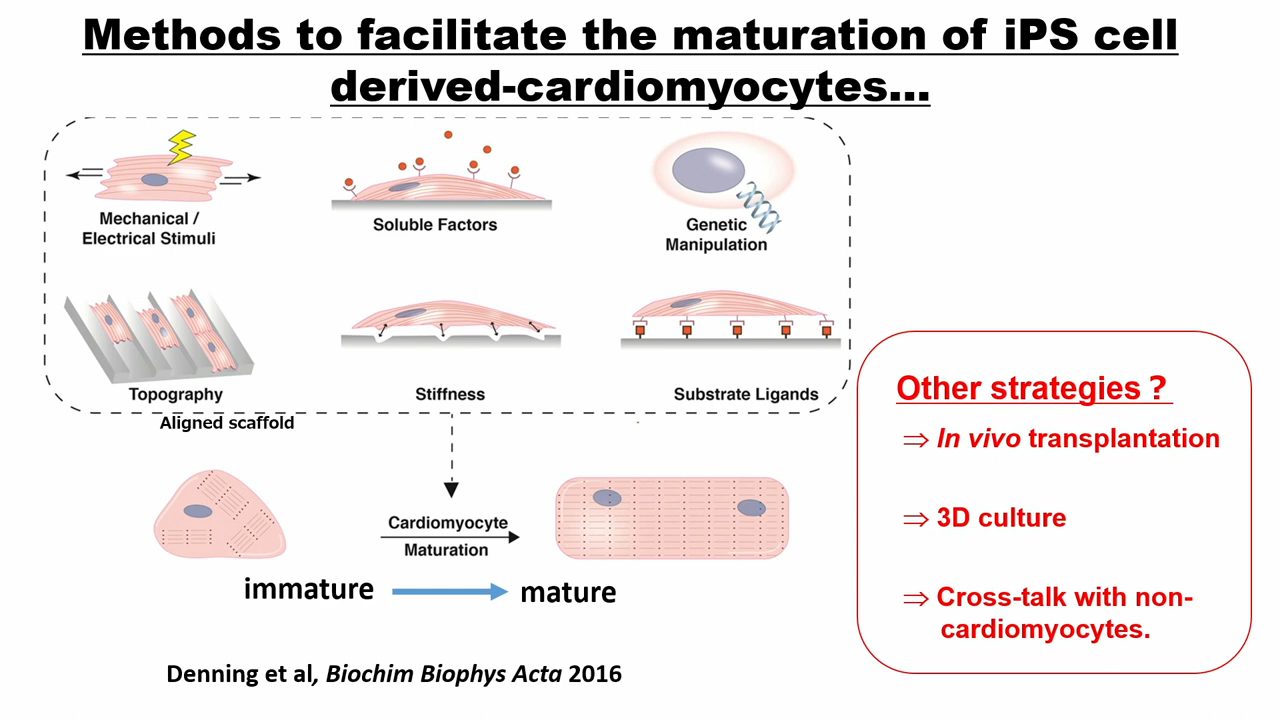 Methods to facilitate the maturation of iPS cell
derived-cardiomyocytes...
Mechanical /
Electrical Stimuli
Soluble Factors
Genetic
Manipulation
Topography
Stiffness
Substrate Ligands
Aligned scaffold
Cardiomyocyte
Maturation
immature
mature
Denning et al, Biochim Biophys Acta 2016
Other strategies ?
⇒ In vivo transplantation
⇒ 3D culture
⇒ Cross-talk with non-
cardiomyocytes.